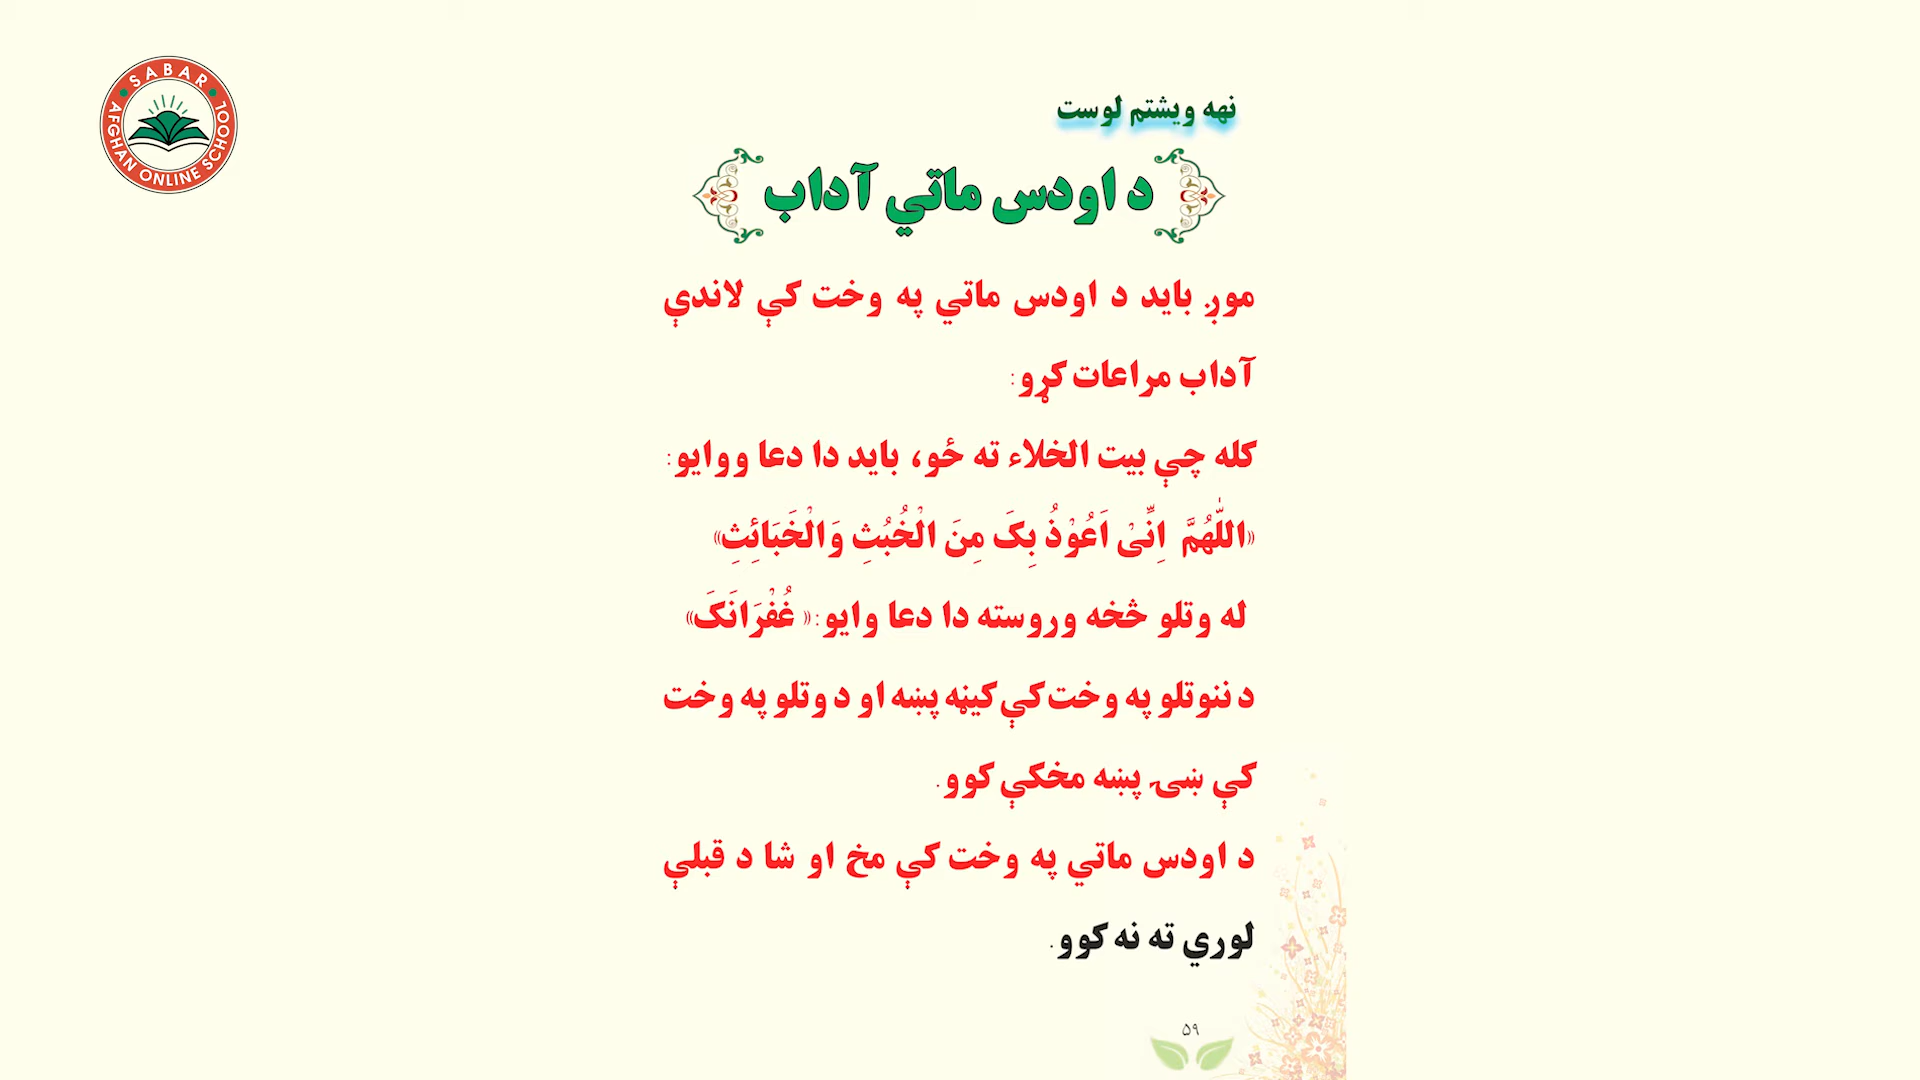 SABAR
AFGHAN ONLINE SCHOOL
نهه ويشتم لوست
د اودس ماتي آداب
موږ بايد د اودس ماتي په وخت کې لاندې
آداب مراعات کړو:
کله چې بيت الخلاء ته ځو، بايد دا دعا ووايو:
«اللّٰهُمَّ اِنِّیْ اَعُوْذُ بِکَ مِنَ الْخُبُثِ وَالْخَبَائِثِ»
له وتلو څخه وروسته دا دعا وايو:« غُفْرَانَکَ»
د ننوتلو په وخت کې کيڼه پښه او د وتلو په وخت
کې ښۍ پښه مخکې کوو.
د اودس ماتي په وخت کې مخ او شا د قبلې
لوري ته نه کوو.
۵۹